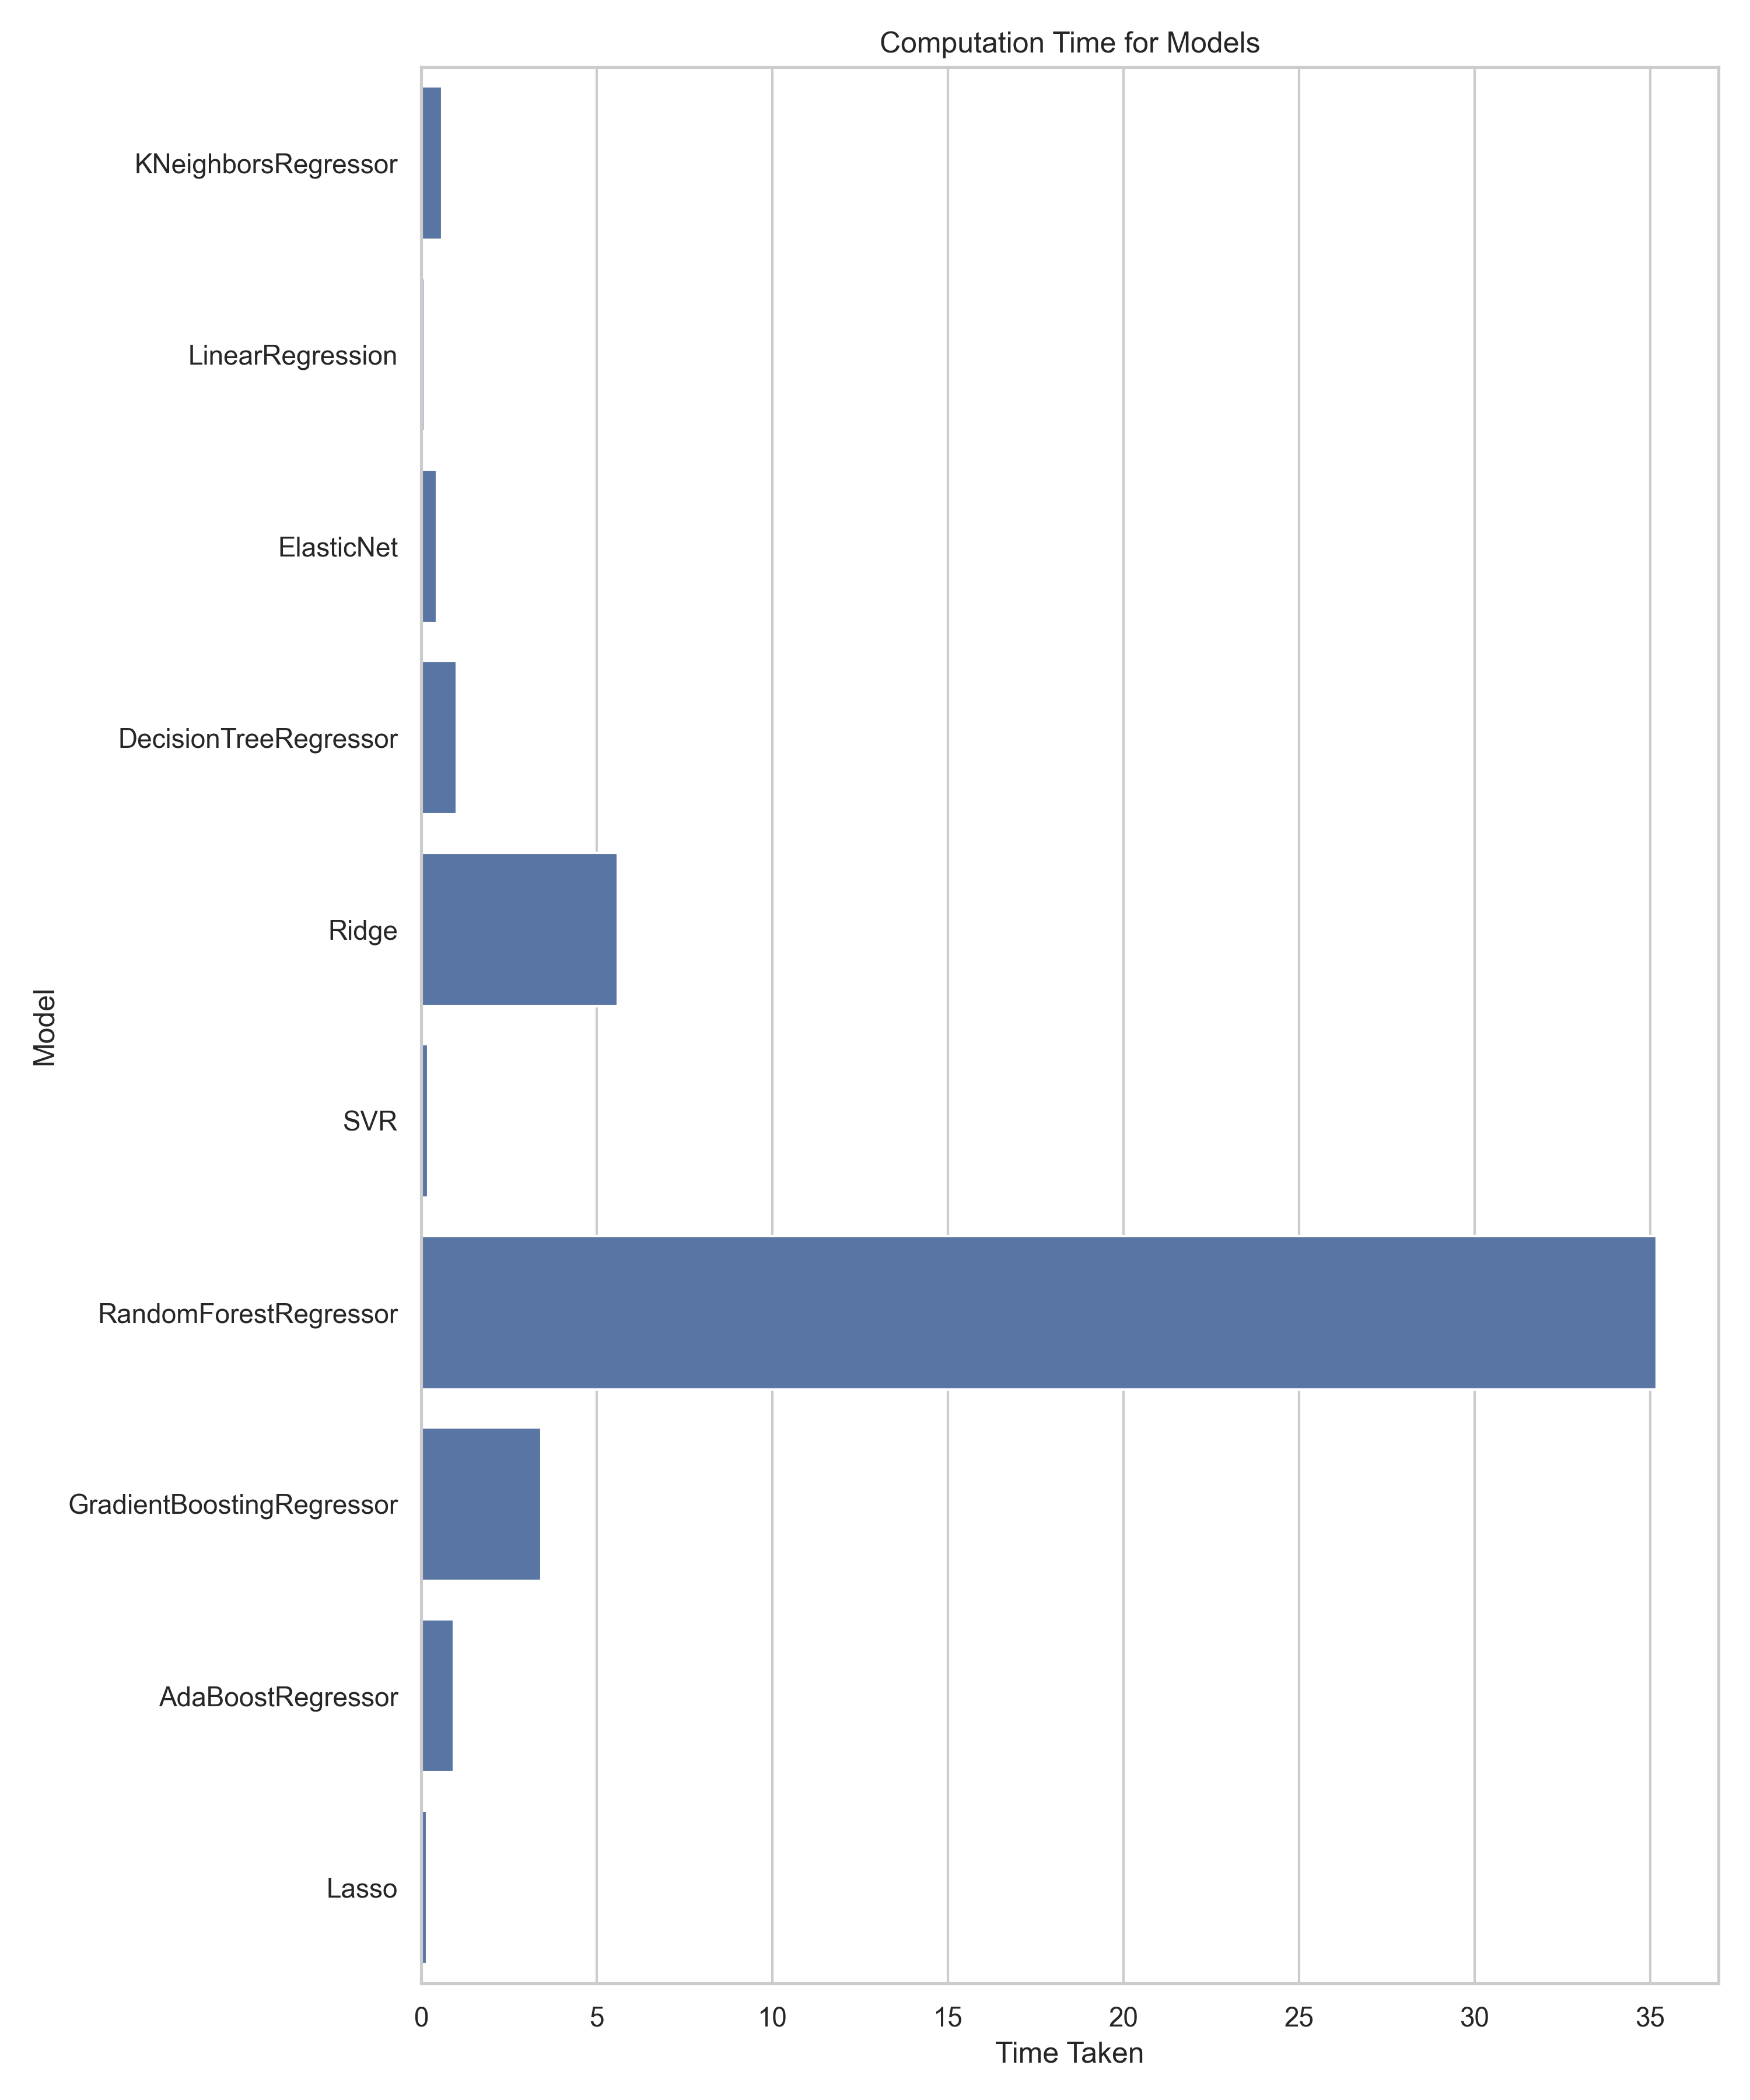 Computation Time for Models
KNeighborsRegressor
LinearRegression
ElasticNet
DecisionTreeRegressor
Ridge
SVR
RandomForestRegressor
GradientBoostingRegressor
AdaBoostRegressor
Lasso
Model
0 5 10 15 20 25 30 35
Time Taken